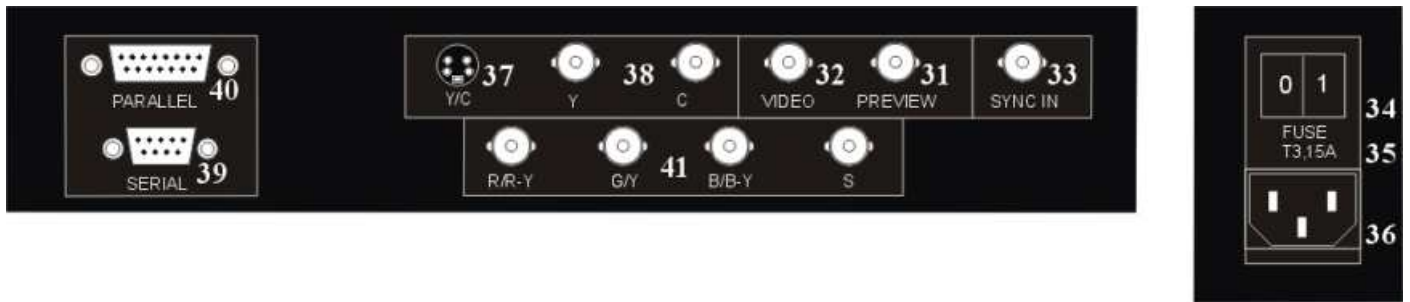 PARALLEL 40
SERIAL 39
37 38 32 31 33
Y/C Y C VIDEO PREVIEW SYNC IN
41
R/R-Y G/Y B/B-Y S
0 1
34
FUSE
T3,15A 35
36